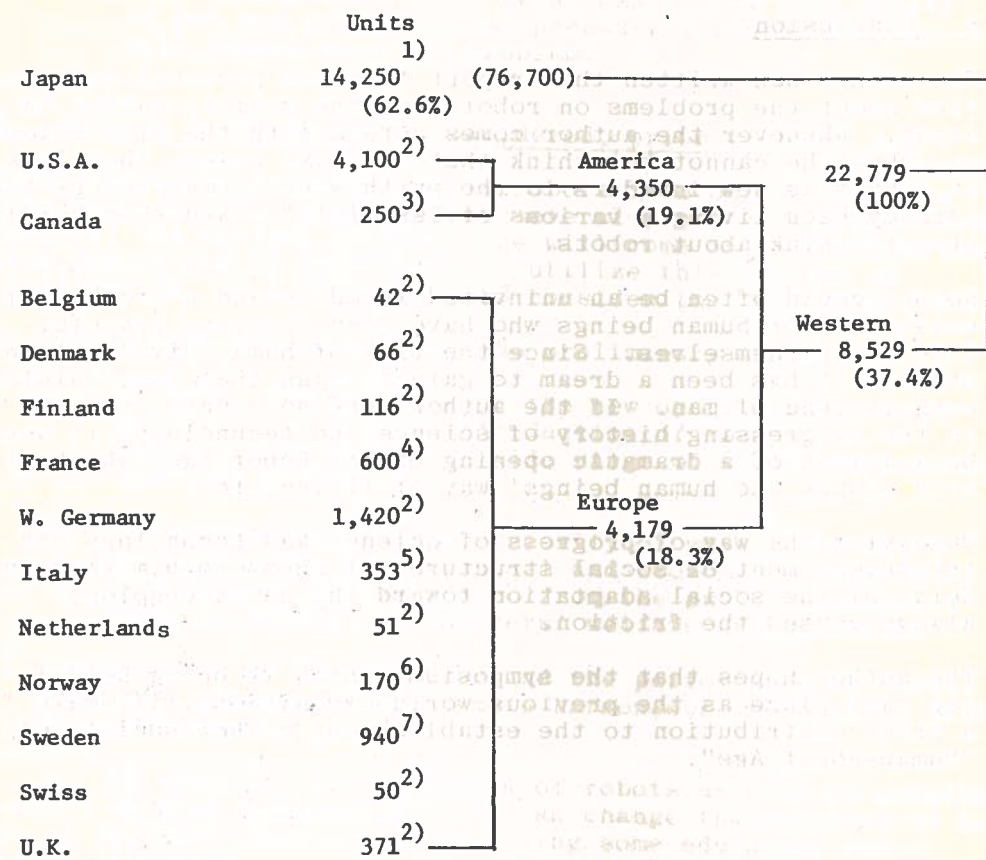 Units
1)
Japan 14,250 (76,700)
(62.6%)
U.S.A. 4,100 2) America 22,779
4,350 (100%)
Canada 250 3) (19.1%)
Belgium 42 2) Western
Denmark 66 2) 8,529
(37.4%)
Finland 116 2)
France 600 4)
Europe
W. Germany 1,420 2) 4,179
(18.3%)
Italy 353 5)
Netherlands 51 2)
Norway 170 6)
Sweden 940 7)
Swiss 50 2)
U.K. 371 2)